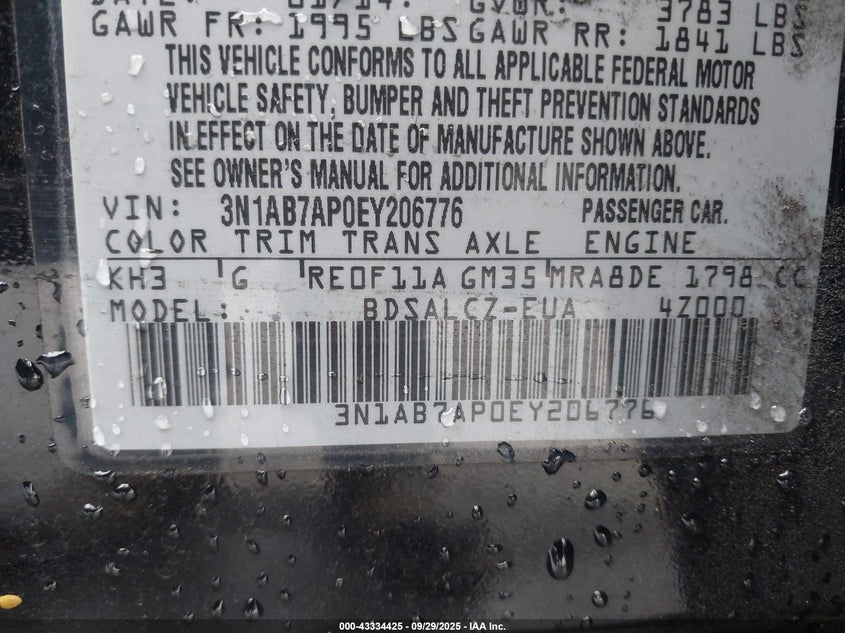 GVWR: 3783 LBS
GAWR FR: 1995 LBS GAWR RR: 1841 LBS
THIS VEHICLE CONFORMS TO ALL APPLICABLE FEDERAL MOTOR
VEHICLE SAFETY, BUMPER AND THEFT PREVENTION STANDARDS
IN EFFECT ON THE DATE OF MANUFACTURE SHOWN ABOVE.
SEE OWNER'S MANUAL FOR ADDITIONAL INFORMATION.
VIN: 3N1AB7AP0EY206776 PASSENGER CAR.
COLOR TRIM TRANS AXLE ENGINE
KH3 G RE0F11A GM35 MRA8DE 1798 CC
MODEL: BDSALCZ-EUA 4Z000
3N1AB7AP0EY206776
000-43334425 - 09/29/2025 - IAA Inc.